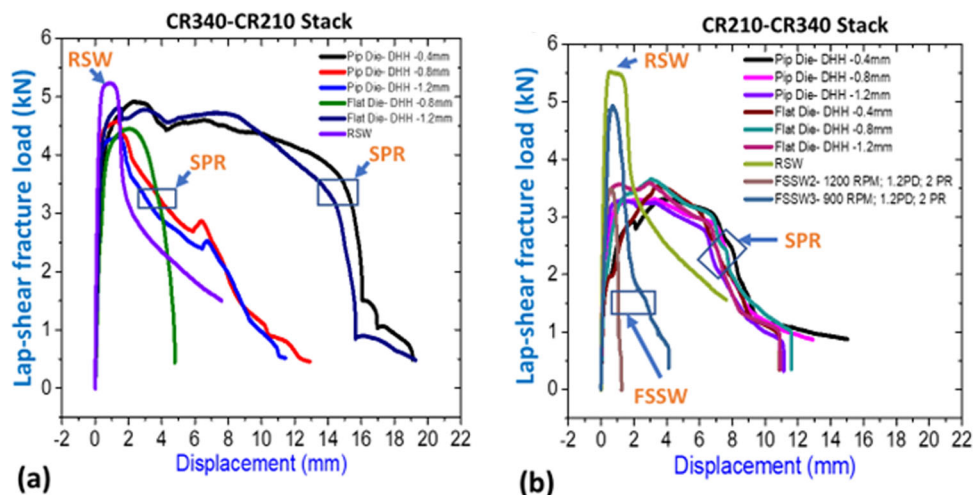 CR340-CR210 Stack
Lap-shear fracture load (kN)
6
5
4
3
2
1
0
RSW
Pip Die- DHH -0.4mm
Pip Die- DHH -0.8mm
Pip Die- DHH -1.2mm
Flat Die- DHH -0.8mm
Flat Die- DHH -1.2mm
RSW
SPR
SPR
-2 0 2 4 6 8 10 12 14 16 18 20 22
Displacement (mm)
(a)
CR210-CR340 Stack
Lap-shear fracture load (kN)
6
5
4
3
2
1
0
RSW
Pip Die- DHH -0.4mm
Pip Die- DHH -0.8mm
Pip Die- DHH -1.2mm
Flat Die- DHH -0.4mm
Flat Die- DHH -0.8mm
Flat Die- DHH -1.2mm
RSW
FSSW2- 1200 RPM; 1.2PD; 2 PR
FSSW3- 900 RPM; 1.2PD; 2 PR
SPR
FSSW
-2 0 2 4 6 8 10 12 14 16 18 20 22
Displacement (mm)
(b)